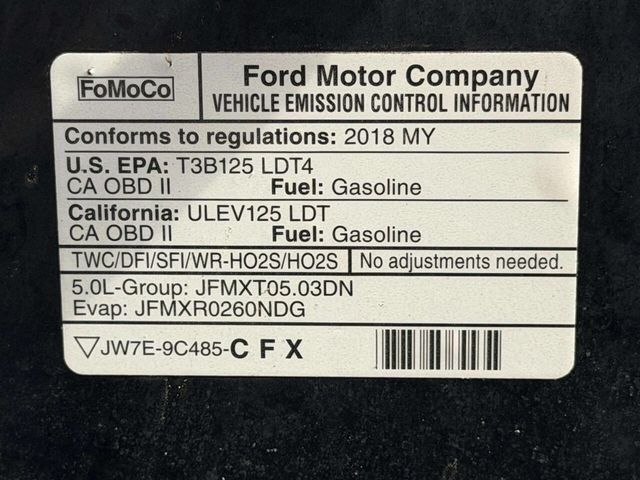 FoMoCo
Ford Motor Company
VEHICLE EMISSION CONTROL INFORMATION
Conforms to regulations: 2018 MY
U.S. EPA: T3B125 LDT4
CA OBD II Fuel: Gasoline
California: ULEV125 LDT
CA OBD II Fuel: Gasoline
TWC/DFI/SFI/WR-HO2S/HO2S No adjustments needed.
5.0L-Group: JFMXT05.03DN
Evap: JFMXR0260NDG
▽JW7E-9C485-C F X